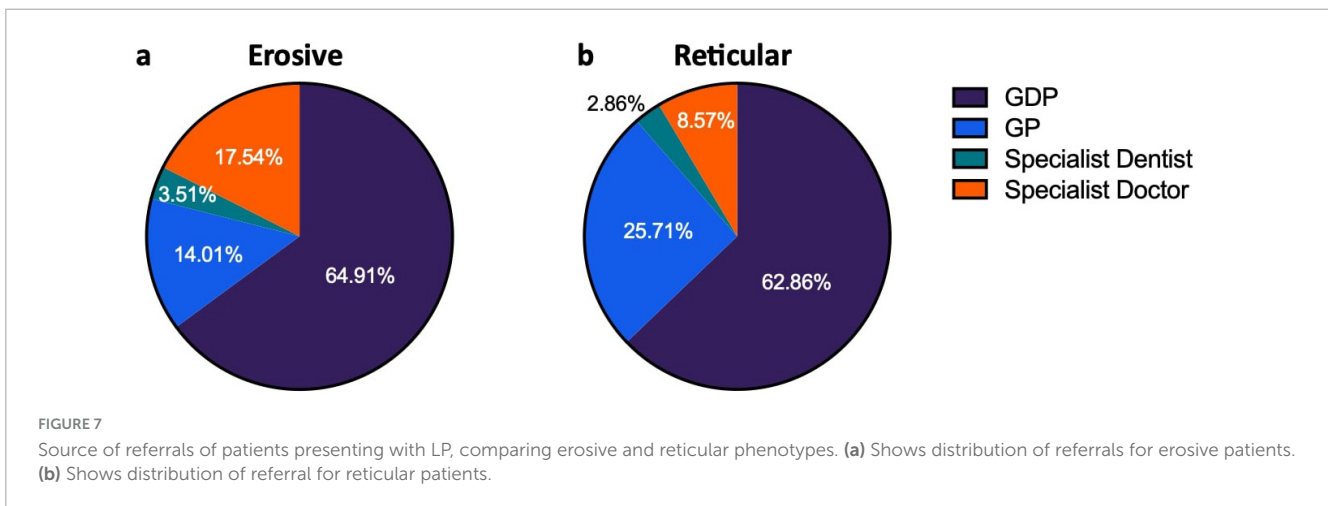 a Erosive
17.54%
3.51%
14.01%
64.91%
b Reticular
2.86%
8.57%
25.71%
62.86%
GDP
GP
Specialist Dentist
Specialist Doctor
FIGURE 7
Source of referrals of patients presenting with LP, comparing erosive and reticular phenotypes. (a) Shows distribution of referrals for erosive patients.
(b) Shows distribution of referral for reticular patients.